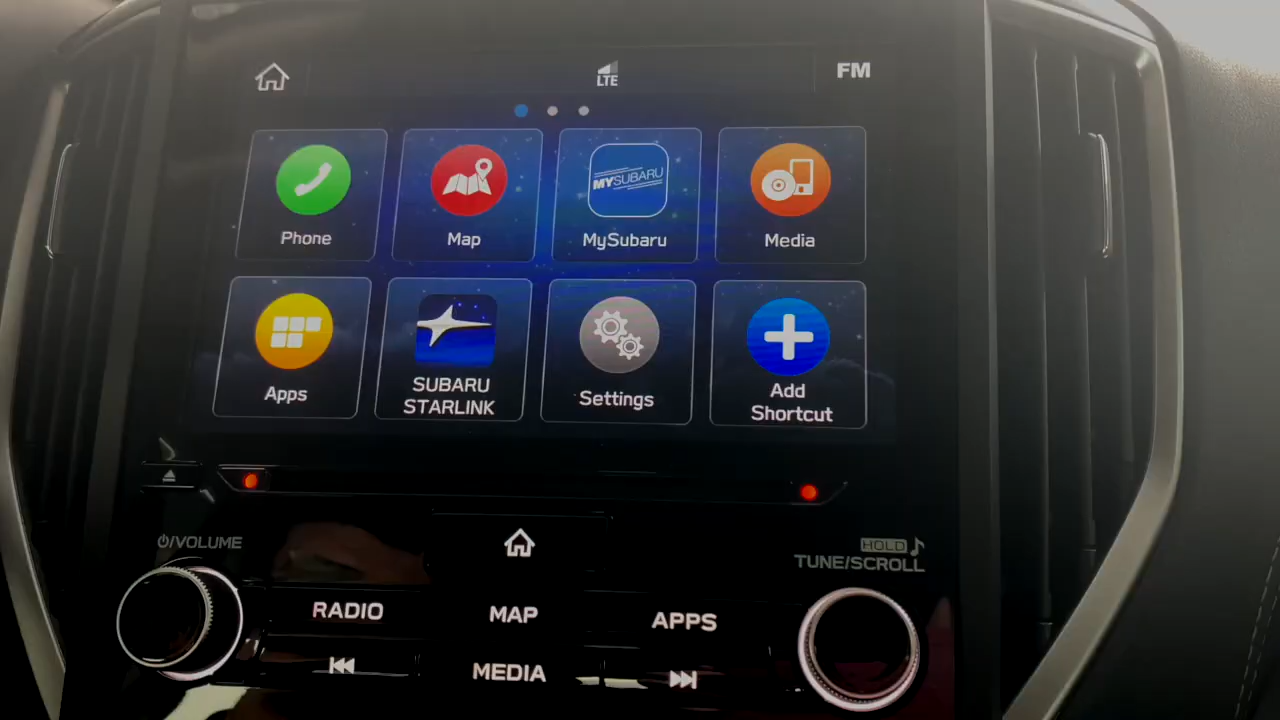 LTE
FM
Phone
Map
MYSUBARU
MySubaru
Media
Apps
SUBARU
STARLINK
Settings
Add
Shortcut
/VOLUME
HOLD
TUNE/SCROLL
RADIO
MAP
APPS
MEDIA